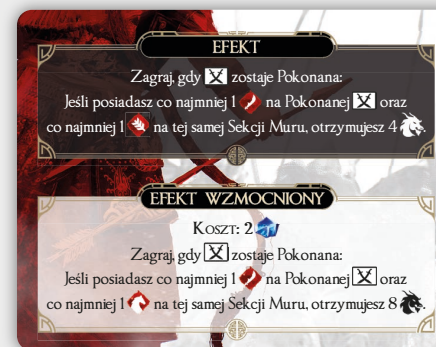 EFEKT
Zagraj, gdy zostaje Pokonana:
Jeśli posiadasz co najmniej 1 na Pokonanej oraz
co najmniej 1 na tej samej Sekcji Muru, otrzymujesz 4.
EFEKT WZMOCNIONY
KOSZT: 2
Zagraj, gdy zostaje Pokonana:
Jeśli posiadasz co najmniej 1 na Pokonanej oraz
co najmniej 1 na tej samej Sekcji Muru, otrzymujesz 8.